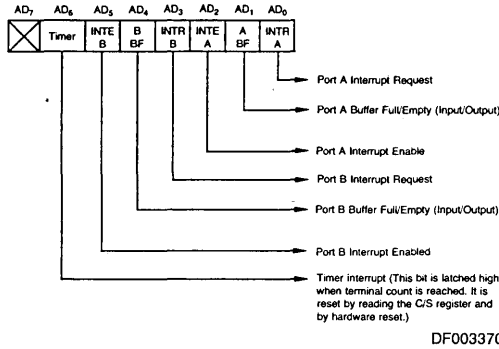 AD₇ AD₆ AD₅ AD₄ AD₃ AD₂ AD₁ AD₀
Timer INTE B B BF INTR B INTE A A BF INTR A
Port A Interrupt Request
Port A Buffer Full/Empty (Input/Output)
Port A Interrupt Enable
Port B Interrupt Request
Port B Buffer Full/Empty (Input/Output)
Port B Interrupt Enabled
Timer interrupt (This bit is latched high
when terminal count is reached. It is
reset by reading the C/S register and
by hardware reset.)
DF003370